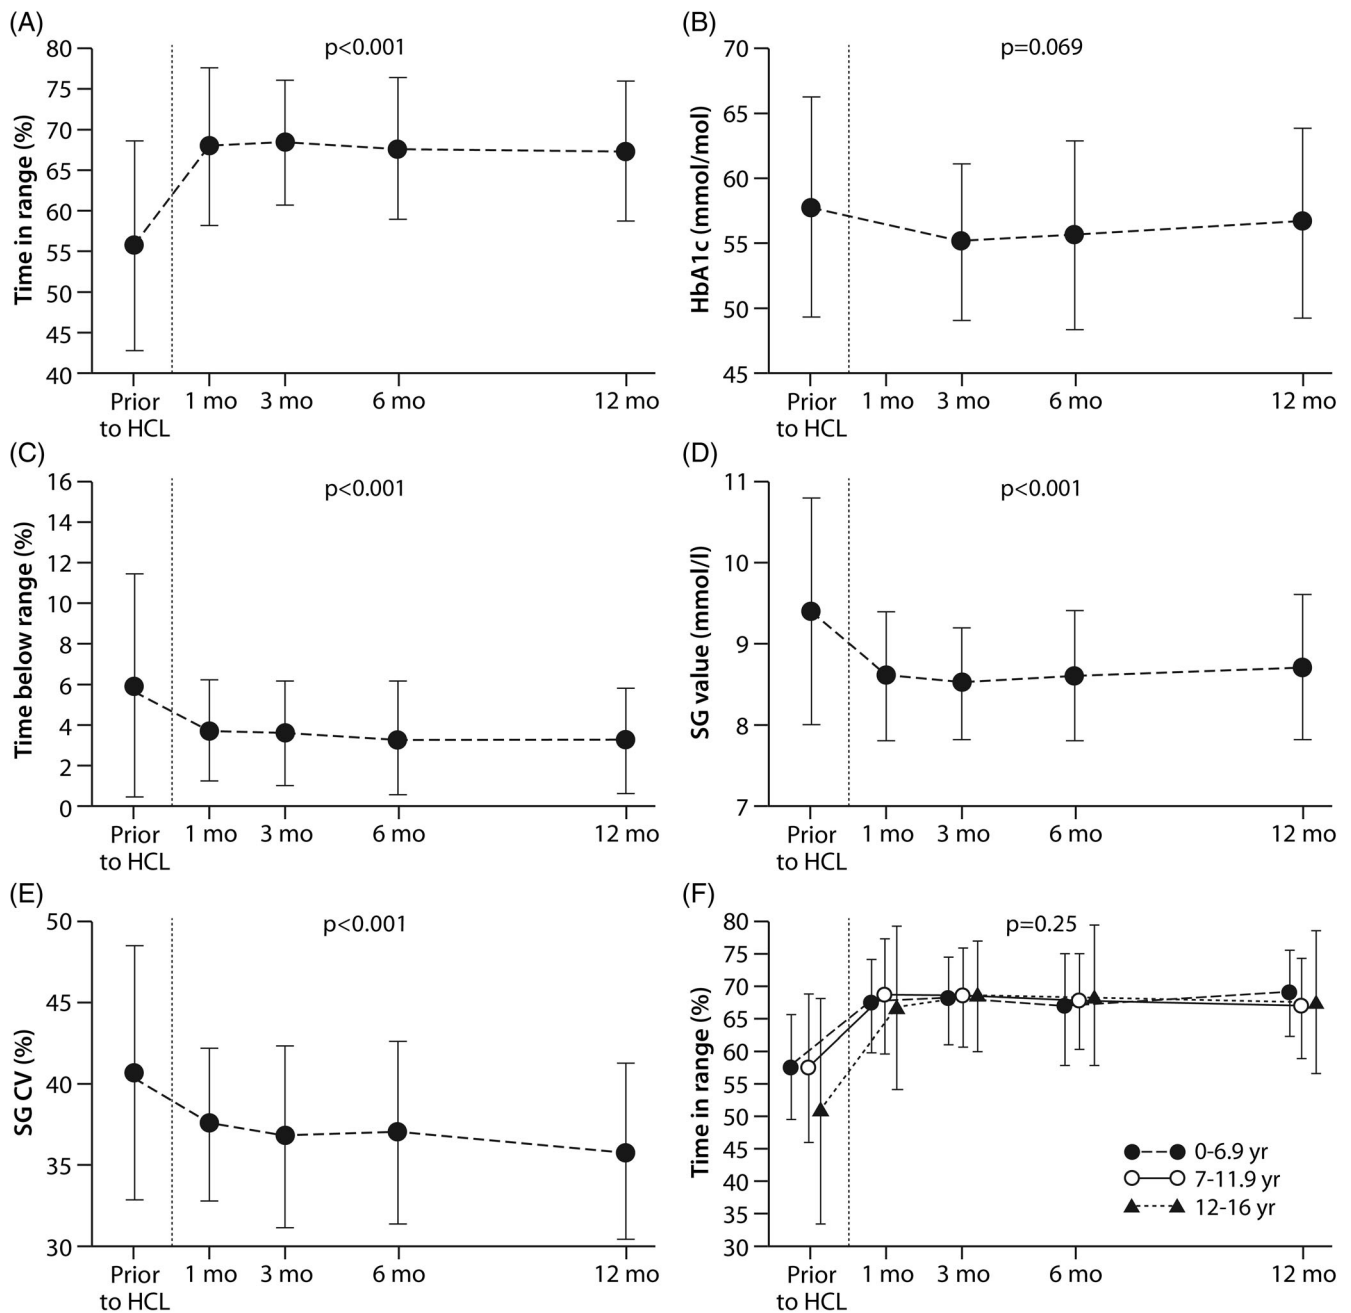 (A)
p<0.001
Time in range (%)
80
75
70
65
60
55
50
45
40
Prior
to HCL
1 mo
3 mo
6 mo
12 mo
(B)
p=0.069
HbA1c (mmol/mol)
70
65
60
55
50
45
Prior
to HCL
1 mo
3 mo
6 mo
12 mo
(C)
p<0.001
Time below range (%)
16
14
12
10
8
6
4
2
0
Prior
to HCL
1 mo
3 mo
6 mo
12 mo
(D)
p<0.001
SG value (mmol/l)
11
10
9
8
7
Prior
to HCL
1 mo
3 mo
6 mo
12 mo
(E)
p<0.001
SG CV (%)
50
45
40
35
30
Prior
to HCL
1 mo
3 mo
6 mo
12 mo
(F)
p=0.25
Time in range (%)
80
75
70
65
60
55
50
45
40
35
30
0-6.9 yr
7-11.9 yr
12-16 yr
Prior
to HCL
1 mo
3 mo
6 mo
12 mo